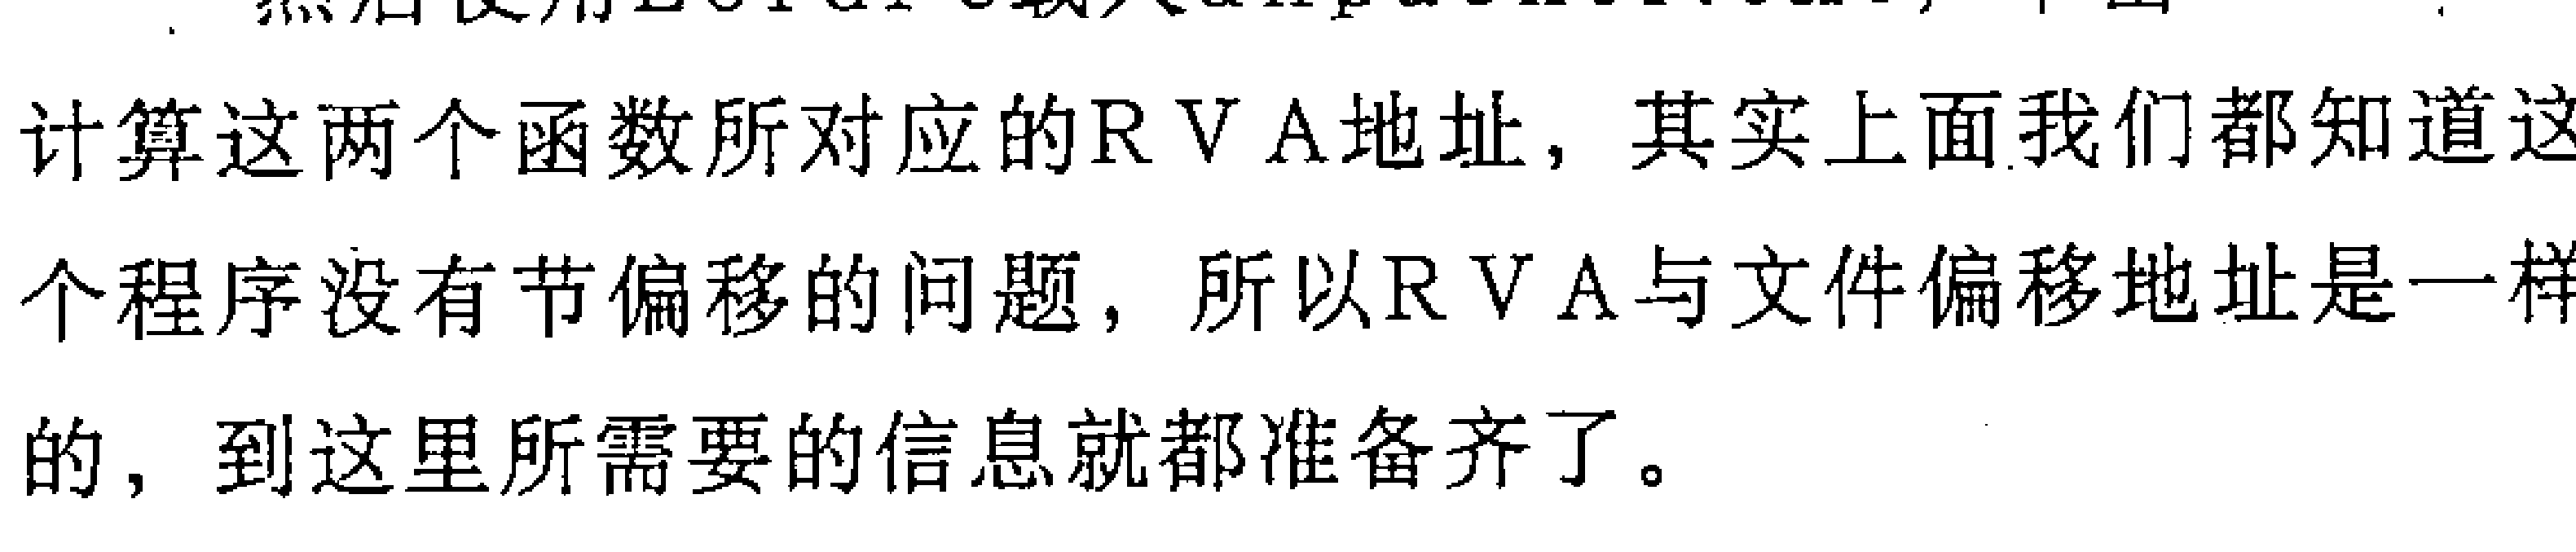 计算这两个函数所对应的RVA地址，其实上面我们都知道这
个程序没有节偏移的问题，所以RVA与文件偏移地址是一样
的，到这里所需要的信息就都准备齐了。